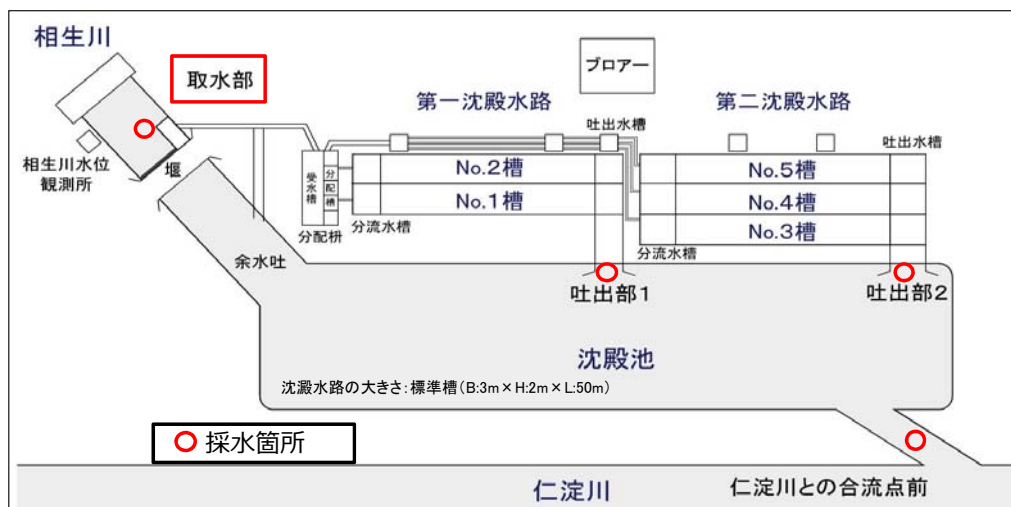 相生川
取水部
ブロアー
第一沈殿水路
第二沈殿水路
吐出水槽
吐出水槽
相生川水位
観測所
堰
受水槽
分配槽
No.2槽
No.1槽
No.5槽
No.4槽
No.3槽
分配枡
分流水槽
分流水槽
余水吐
吐出部1
吐出部2
沈殿池
沈澱水路の大きさ:標準槽(B:3m×H:2m×L:50m)
採水箇所
仁淀川
仁淀川との合流点前